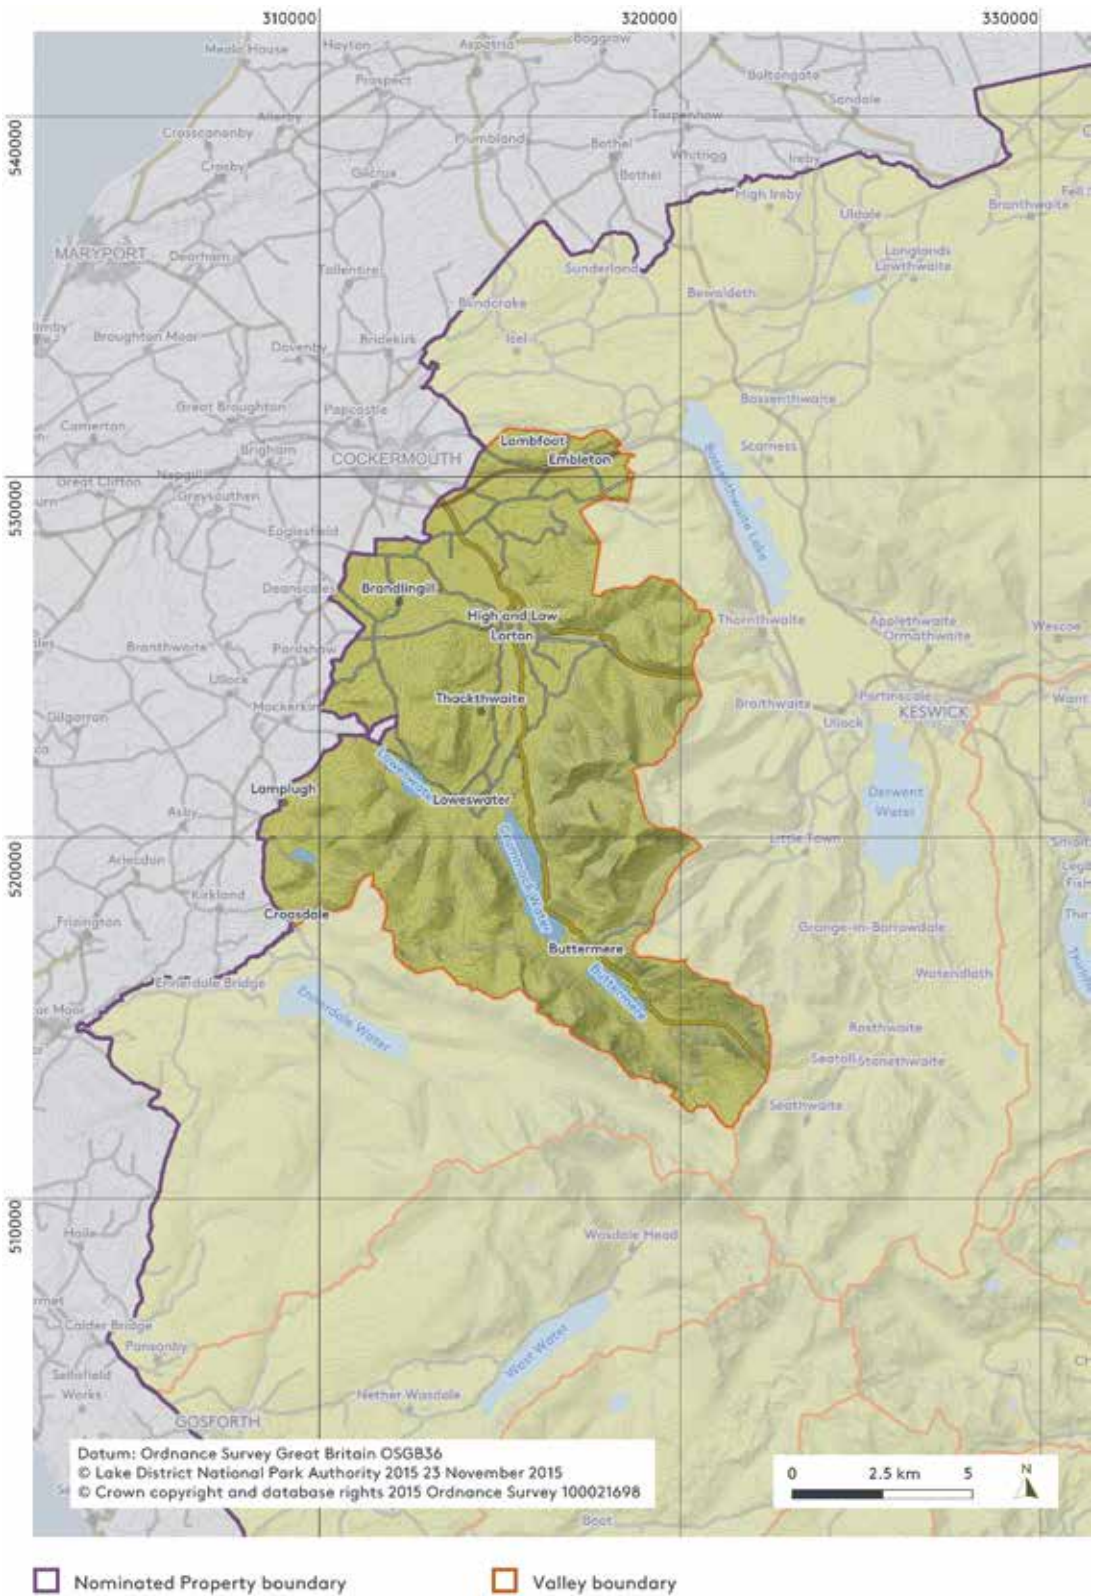 310000
320000
330000
Meals House
Hayton
Aspatria
Baggrow
Prospect
Boltongate
Sandale
540000
Allerby
Crosscanonby
Plumbland
Torpenhow
Crosby
Gilcrux
Bothel
Whitrigg
Ireby
Bothel
High Ireby
Branthwaite
Uldale
MARYPORT
Dearham
Tallentire
Sunderland
Longlands
Lowthwaite
Bewaldeth
Blindcrake
Broughton Moor
Dovenby
Bridekirk
Isel
Great Broughton
Papcastle
Bassenthwaite
Camerton
Lambfoot
Scarness
Brigham
COCKERMOUTH
Embleton
530000
Great Clifton
Greysouthen
Bassenthwaite Lake
Eaglesfield
Deanscales
Brandlingill
High and Low
Lorton
Thornthwaite
Applethwaite
Ormathwaite
Wescoe
Branthwaite
Pardshaw
Ullock
Thackthwaite
Braithwaite
Portinscale
KESWICK
Gilgarran
Mockerkin
Ullock
Lamplugh
Loweswater
Derwent
Water
Asby
Little Town
520000
Arlecdon
Crummock Water
Kirkland
Croasdale
Frizington
Grange-in-Borrowdale
Buttermere
Watendlath
Ennerdale Bridge
Buttermere
Ennerdale Water
Rosthwaite
Seatoll
Stonethwaite
Seathwaite
510000
Haile
Wasdale Head
Calder Bridge
Ponsonby
Sellafield
Works
Wast Water
Nether Wasdale
GOSFORTH
Datum: Ordnance Survey Great Britain OSGB36
© Lake District National Park Authority 2015 23 November 2015
© Crown copyright and database rights 2015 Ordnance Survey 100021698
0 2.5 km 5
N
Boot
Nominated Property boundary
Valley boundary